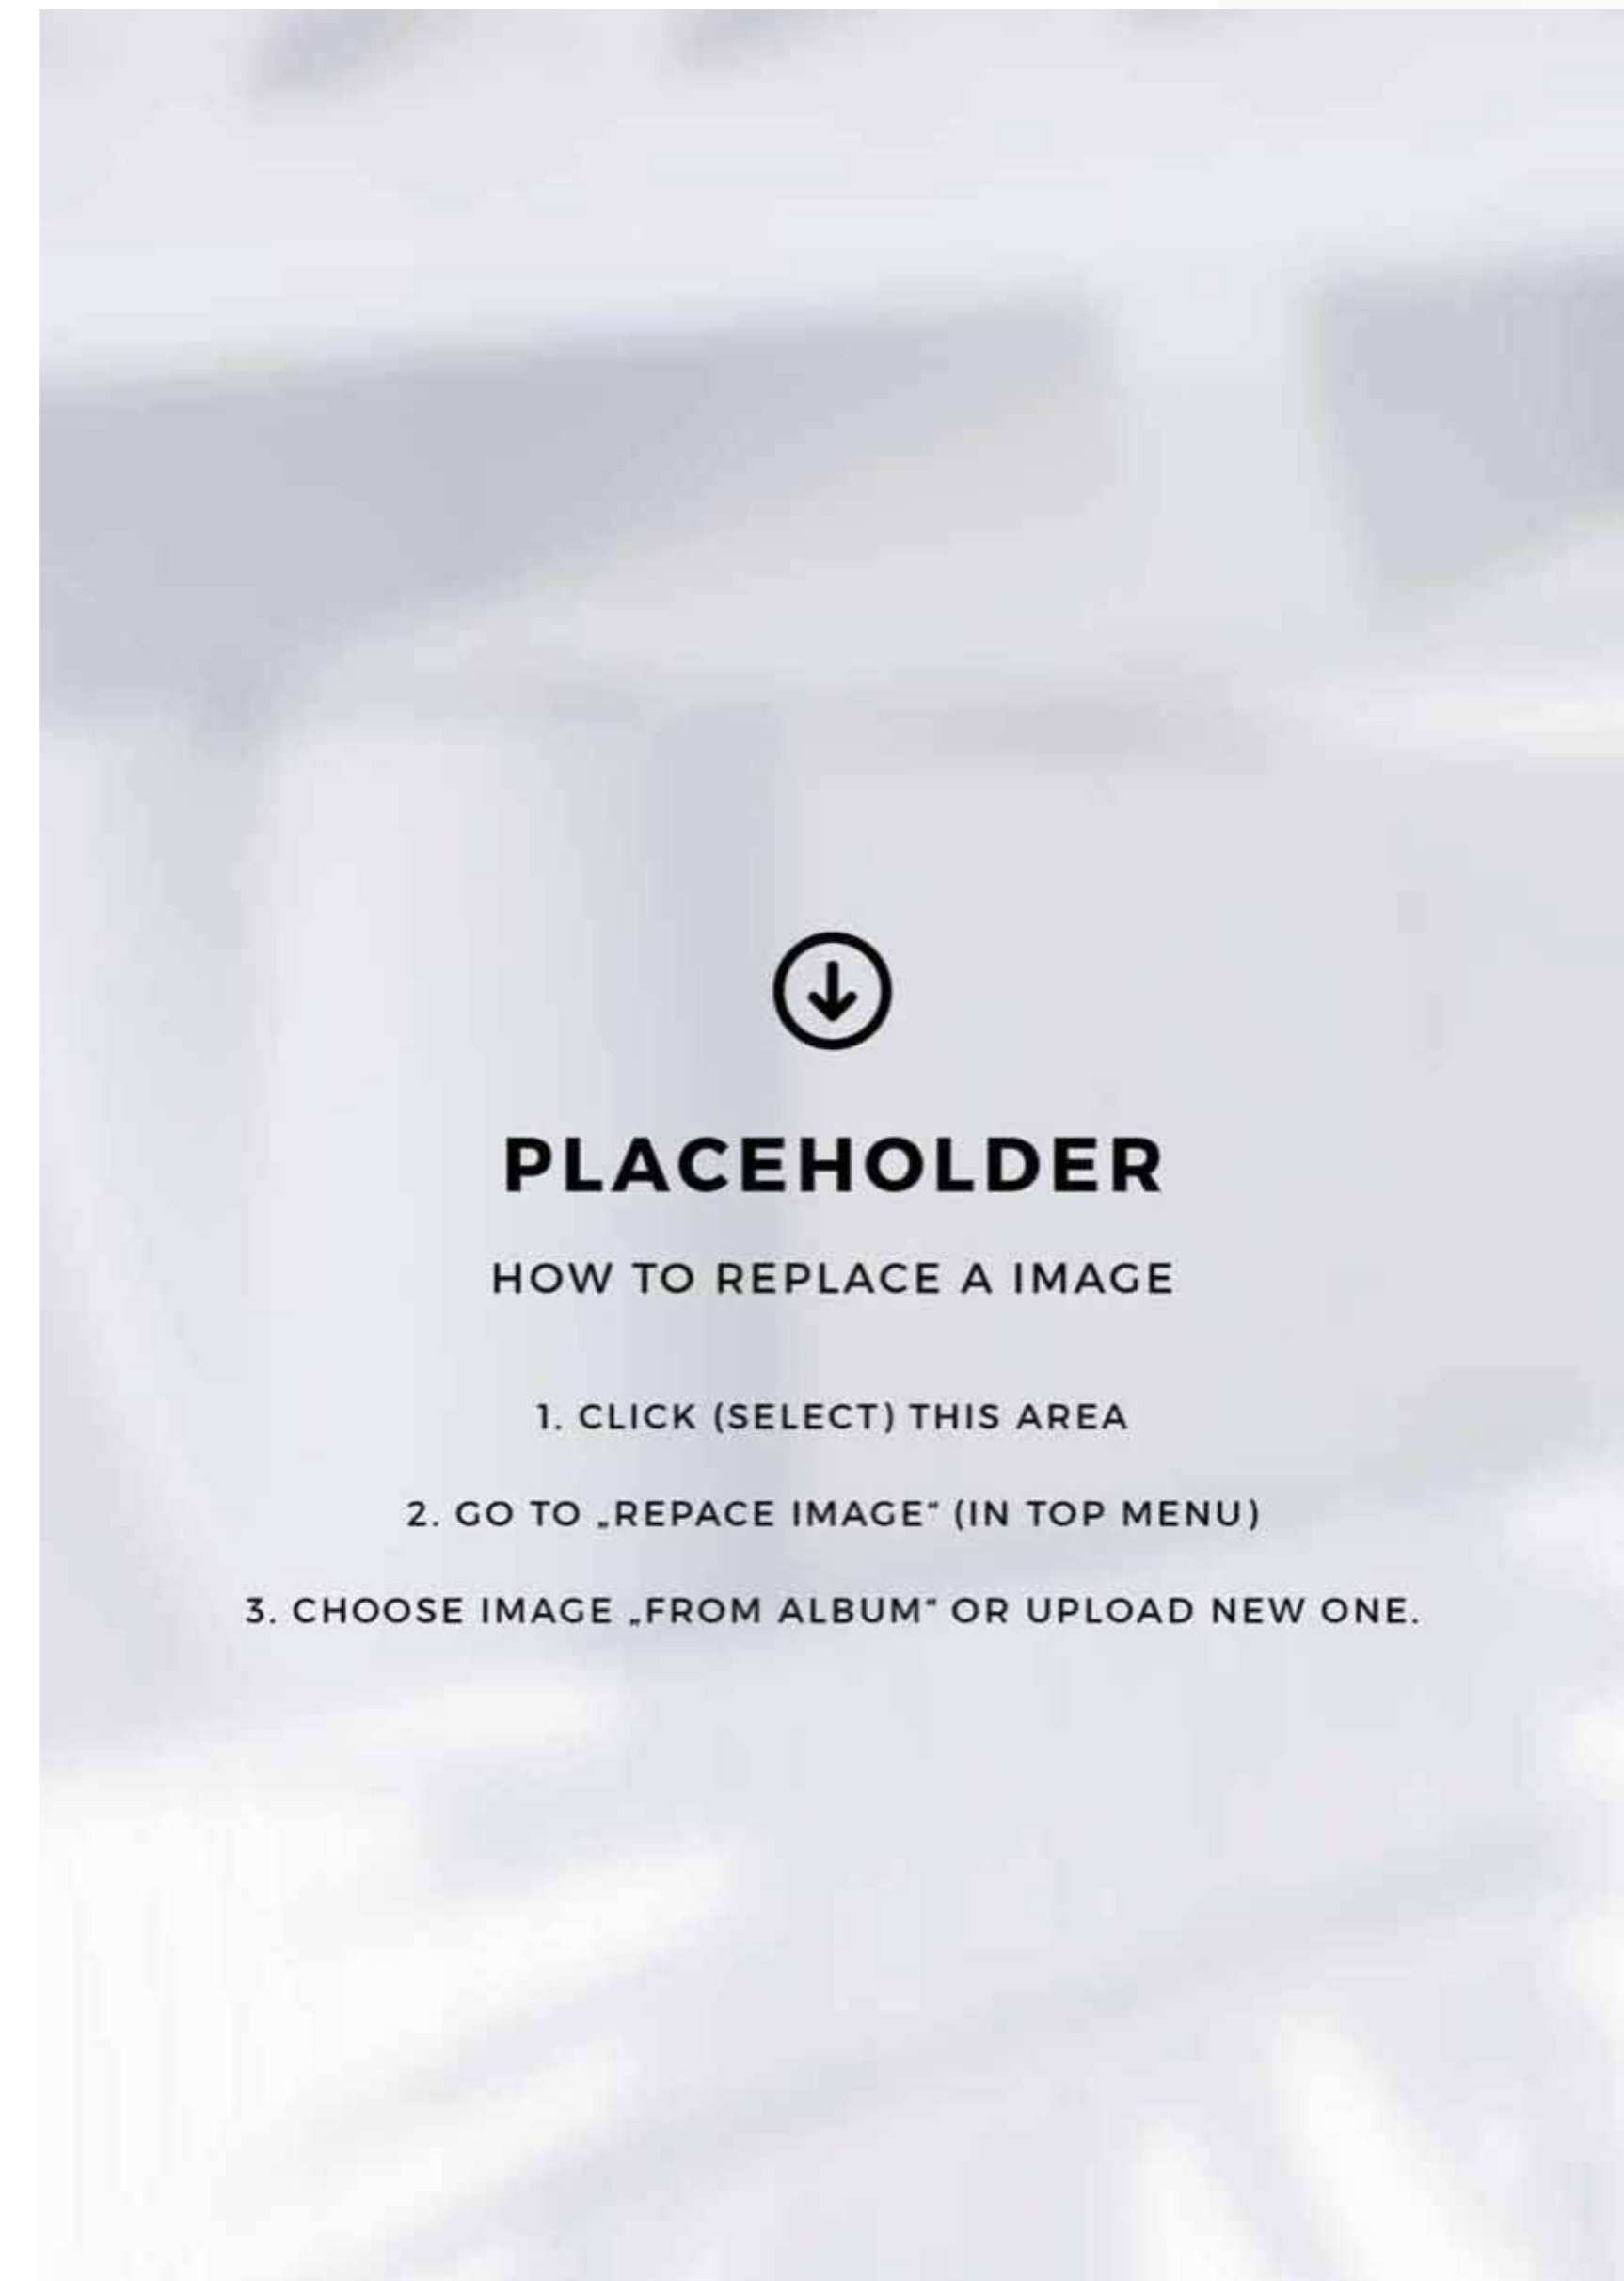 PLACEHOLDER
HOW TO REPLACE A IMAGE
1. CLICK (SELECT) THIS AREA
2. GO TO „REPACE IMAGE“ (IN TOP MENU)
3. CHOOSE IMAGE „FROM ALBUM“ OR UPLOAD NEW ONE.